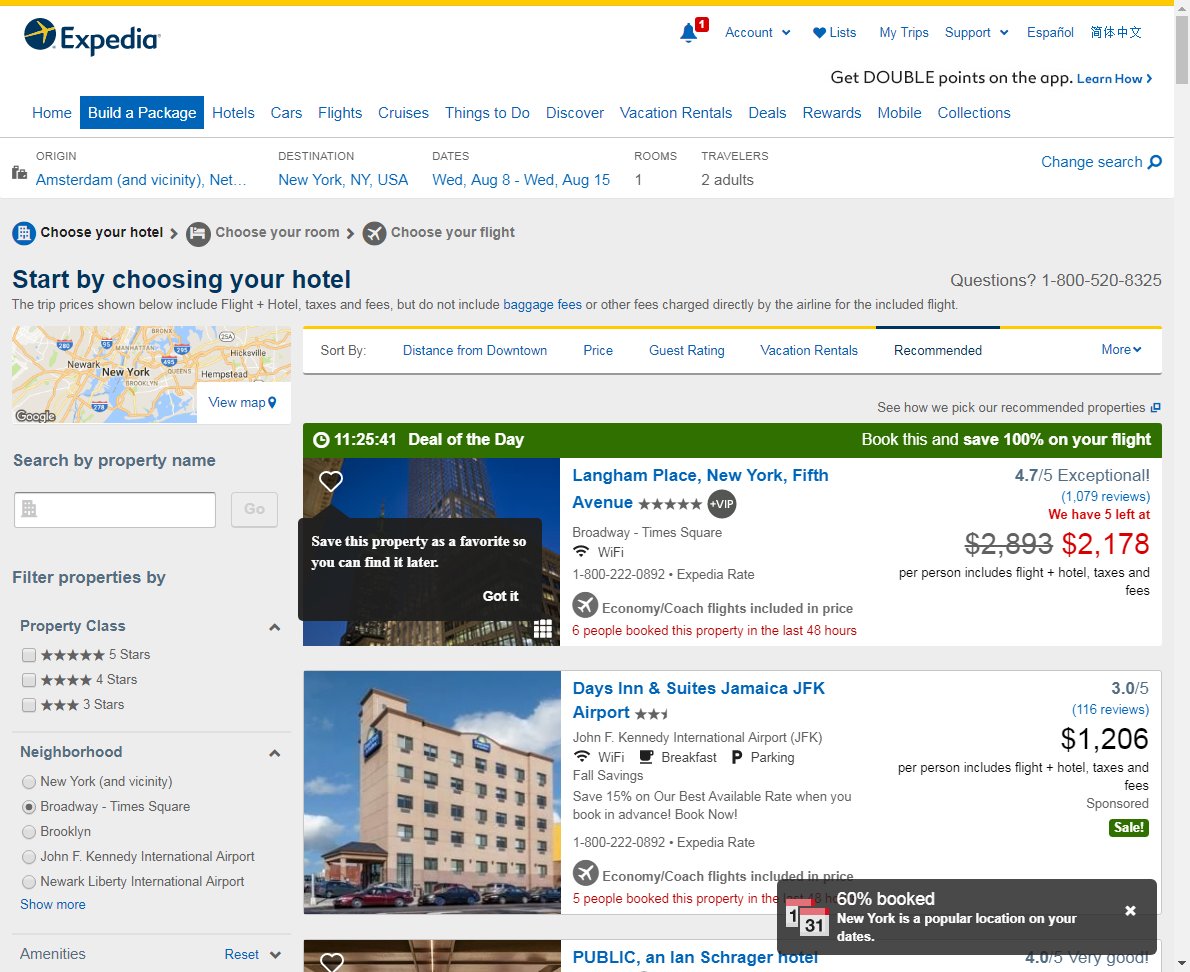 Expedia
1
Account
Lists
My Trips
Support
Español
简体中文
Get DOUBLE points on the app. Learn How
Home
Build a Package
Hotels
Cars
Flights
Cruises
Things to Do
Discover
Vacation Rentals
Deals
Rewards
Mobile
Collections
ORIGIN
Amsterdam (and vicinity), Net...
DESTINATION
New York, NY, USA
DATES
Wed, Aug 8 - Wed, Aug 15
ROOMS
1
TRAVELERS
2 adults
Change search
Choose your hotel
Choose your room
Choose your flight
Start by choosing your hotel
Questions? 1-800-520-8325
The trip prices shown below include Flight + Hotel, taxes and fees, but do not include baggage fees or other fees charged directly by the airline for the included flight.
BRONX
25A
280
95
MANHATTAN
295
Hicksville
Newark
495
New York
QUEENS
Hempstead
BROOKLYN
278
Google
View map
Search by property name
Go
Filter properties by
Property Class
5 Stars
4 Stars
3 Stars
Neighborhood
New York (and vicinity)
Broadway - Times Square
Brooklyn
John F. Kennedy International Airport
Newark Liberty International Airport
Show more
Amenities
Reset
Sort By:
Distance from Downtown
Price
Guest Rating
Vacation Rentals
Recommended
More
See how we pick our recommended properties
11:25:41 Deal of the Day
Book this and save 100% on your flight
Save this property as a favorite so
you can find it later.
Got it
Langham Place, New York, Fifth
Avenue
+VIP
Broadway - Times Square
WiFi
1-800-222-0892 • Expedia Rate
Economy/Coach flights included in price
6 people booked this property in the last 48 hours
4.7/5 Exceptional!
(1,079 reviews)
We have 5 left at
$2,893 $2,178
per person includes flight + hotel, taxes and
fees
Days Inn & Suites Jamaica JFK
Airport
John F. Kennedy International Airport (JFK)
WiFi
Breakfast
P Parking
Fall Savings
Save 15% on Our Best Available Rate when you
book in advance! Book Now!
1-800-222-0892 • Expedia Rate
Economy/Coach flights included in price
5 people booked this property in the last 48 ho
3.0/5
(116 reviews)
$1,206
per person includes flight + hotel, taxes and
fees
Sponsored
Sale!
1
31
60% booked
New York is a popular location on your
dates.
PUBLIC, an Ian Schrager hotel
4.0/5 Very good!